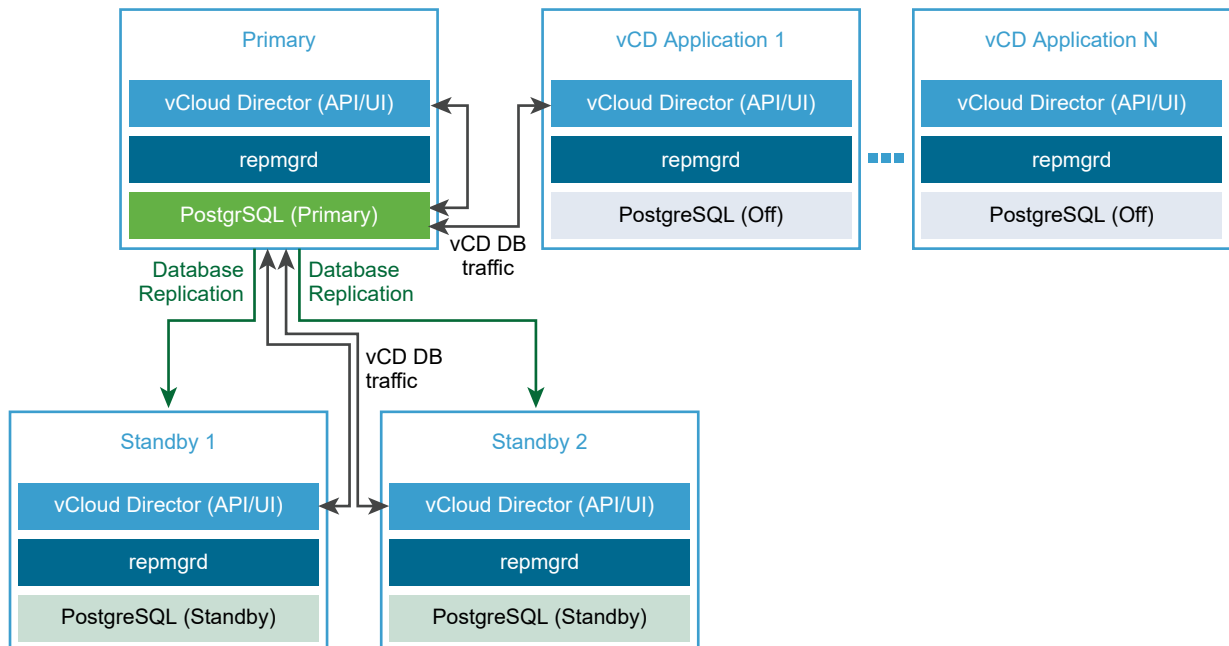 Primary
vCloud Director (API/UI)
repmgrd
PostgrSQL (Primary)
vCD Application 1
vCloud Director (API/UI)
repmgrd
PostgreSQL (Off)
vCD Application N
vCloud Director (API/UI)
repmgrd
PostgreSQL (Off)
vCD DB
traffic
Database
Replication
Database
Replication
vCD DB
traffic
Standby 1
vCloud Director (API/UI)
repmgrd
PostgreSQL (Standby)
Standby 2
vCloud Director (API/UI)
repmgrd
PostgreSQL (Standby)